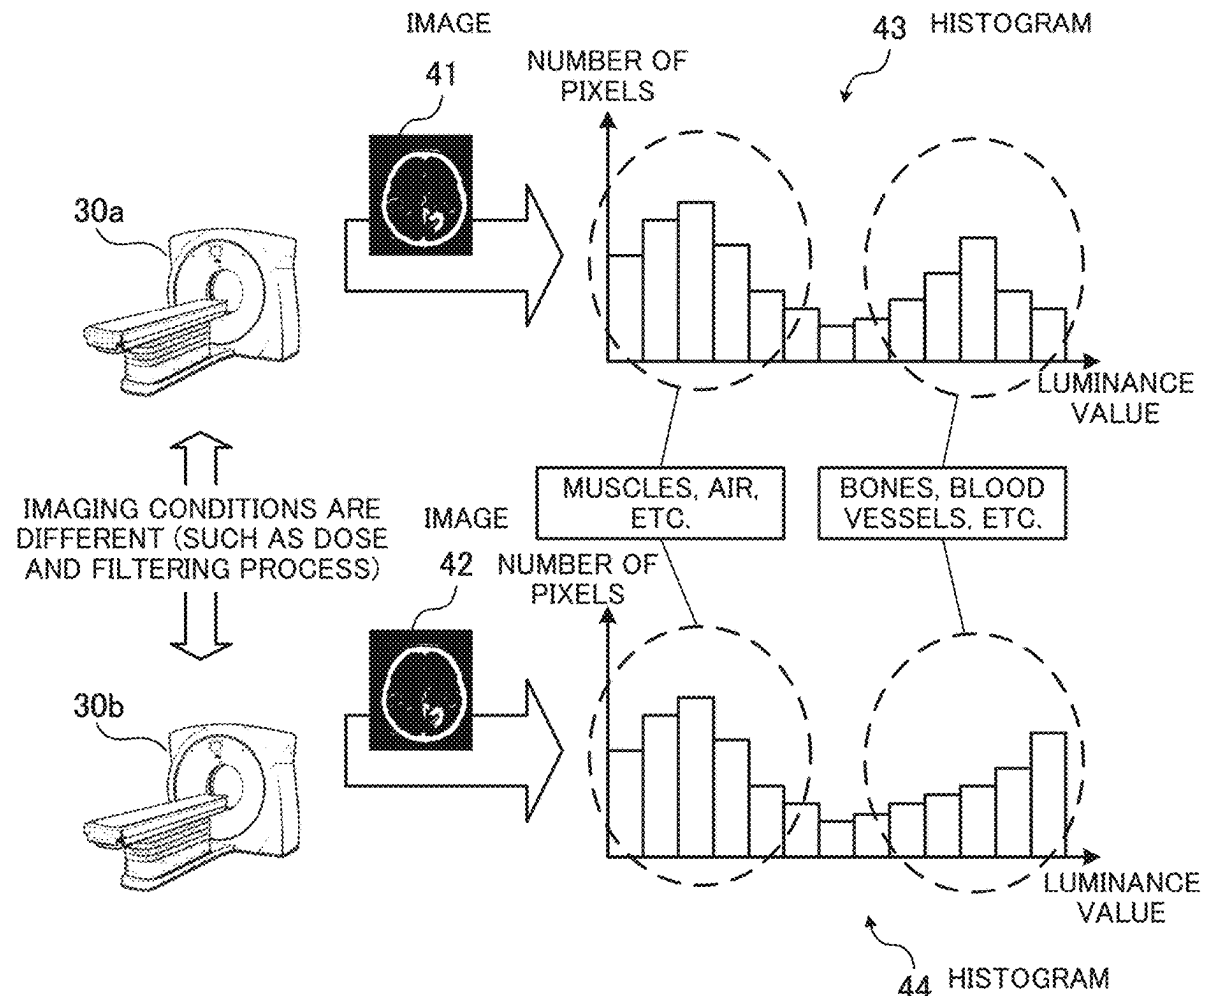 IMAGE
41
43 HISTOGRAM
NUMBER OF
PIXELS
30a
LUMINANCE
VALUE
MUSCLES, AIR,
ETC.
BONES, BLOOD
VESSELS, ETC.
IMAGING CONDITIONS ARE
DIFFERENT (SUCH AS DOSE
AND FILTERING PROCESS)
IMAGE
42
NUMBER OF
PIXELS
30b
LUMINANCE
VALUE
44 HISTOGRAM